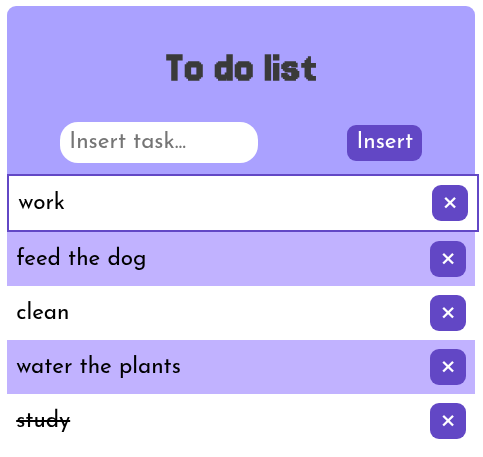 To do list
Insert task... Insert
work ×
feed the dog ×
clean ×
water the plants ×
study ×